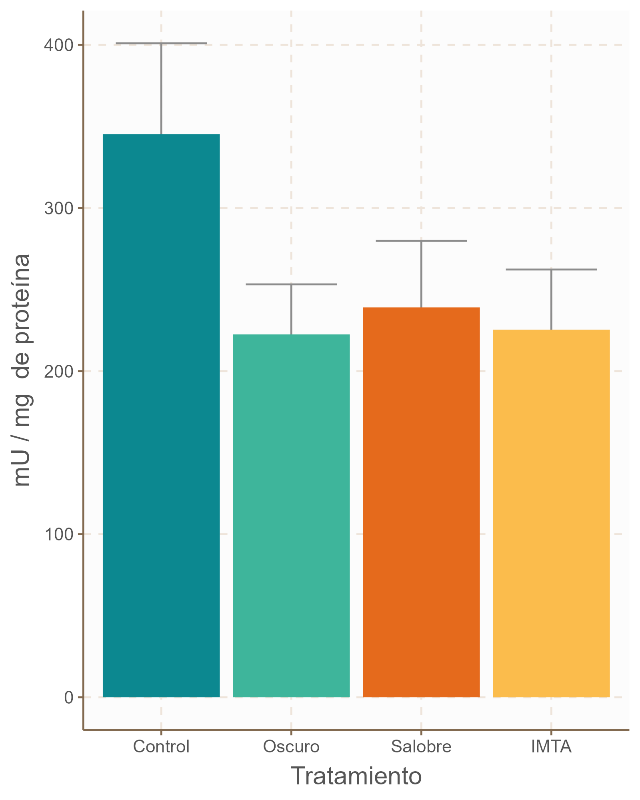 400
300
200
100
0
mU / mg  de proteína
Control
Oscuro
Salobre
IMTA
Tratamiento